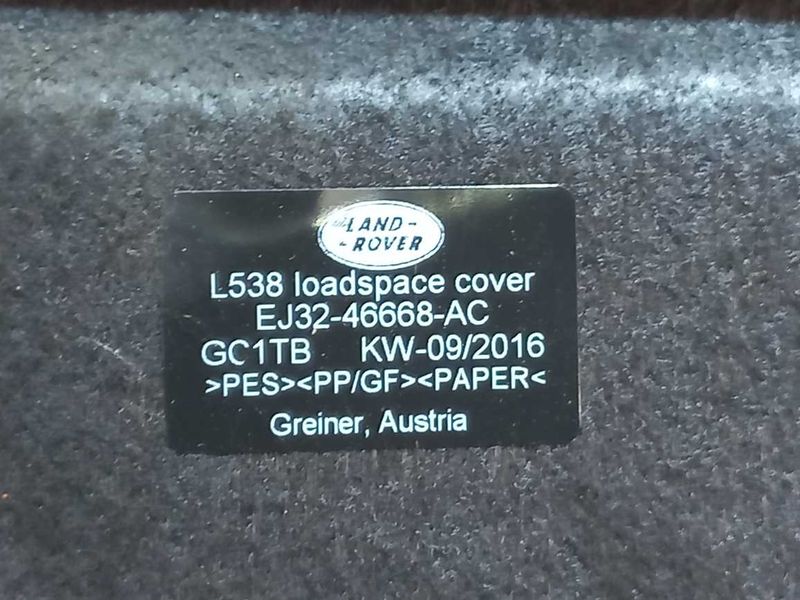 LAND-
-ROVER
L538 loadspace cover
EJ32-46668-AC
GC1TB KW-09/2016
>PES><PP/GF><PAPER<
Greiner, Austria